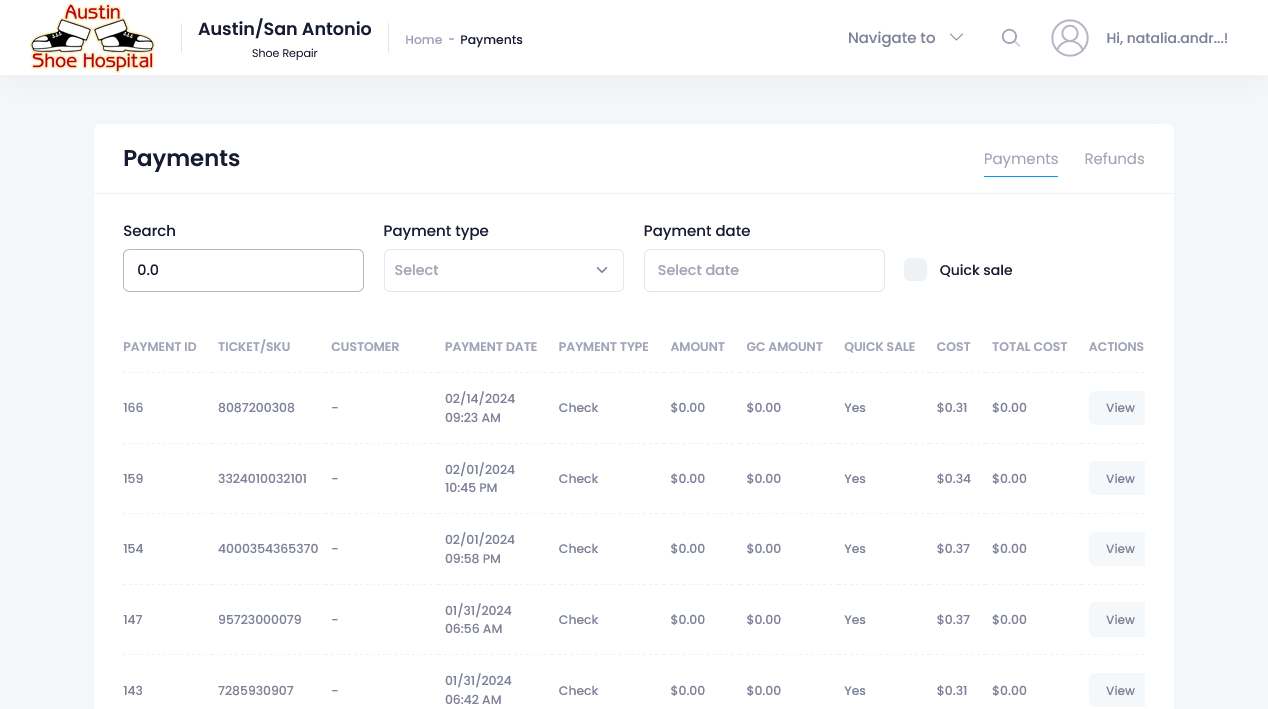 Austin
Shoe Hospital
Austin/San Antonio
Shoe Repair
Home - Payments
Navigate to
Hi, natalia.andr...!
Payments
Payments Refunds
Search Payment type Payment date
0.0 Select Select date Quick sale
PAYMENT ID TICKET/SKU CUSTOMER PAYMENT DATE PAYMENT TYPE AMOUNT GC AMOUNT QUICK SALE COST TOTAL COST ACTIONS
166 8087200308 - 02/14/2024 09:23 AM Check $0.00 $0.00 Yes $0.31 $0.00 View
159 3324010032101 - 02/01/2024 10:45 PM Check $0.00 $0.00 Yes $0.34 $0.00 View
154 4000354365370 - 02/01/2024 09:58 PM Check $0.00 $0.00 Yes $0.37 $0.00 View
147 95723000079 - 01/31/2024 06:56 AM Check $0.00 $0.00 Yes $0.37 $0.00 View
143 7285930907 - 01/31/2024 06:42 AM Check $0.00 $0.00 Yes $0.31 $0.00 View